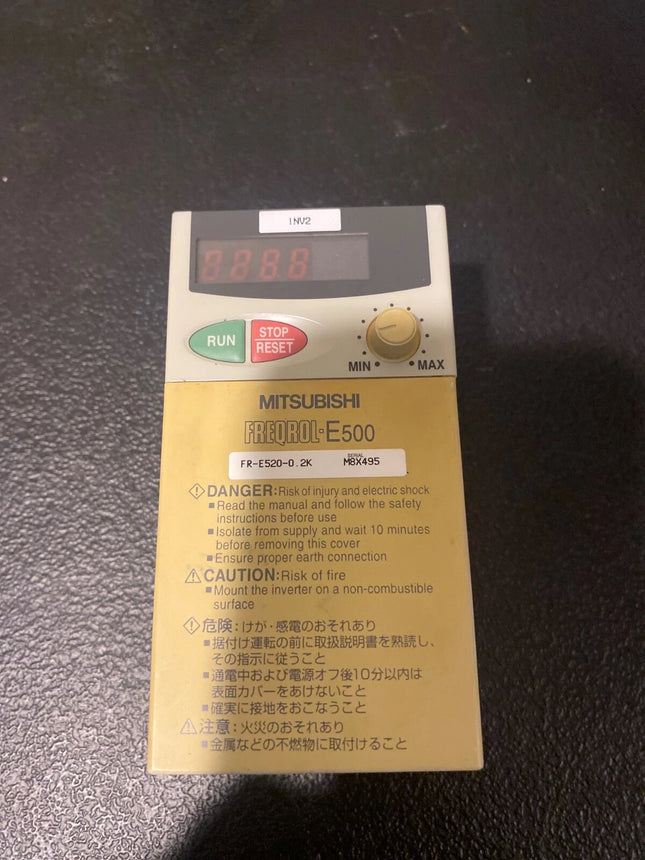 INV2
8.8.8.8
RUN
STOP
RESET
MIN
MAX
MITSUBISHI
FREQROL-E500
FR-E520-0.2K
SERIAL
M8X495
DANGER:Risk of injury and electric shock
■Read the manual and follow the safety
instructions before use
■Isolate from supply and wait 10 minutes
before removing this cover
■Ensure proper earth connection
CAUTION:Risk of fire
■Mount the inverter on a non-combustible
surface
危険:けが・感電のおそれあり
■据付け運転の前に取扱説明書を熟読し、
その指示に従うこと
■通電中および電源オフ後10分以内は
表面カバーをあけないこと
■確実に接地をおこなうこと
注意:火災のおそれあり
■金属などの不燃物に取付けること